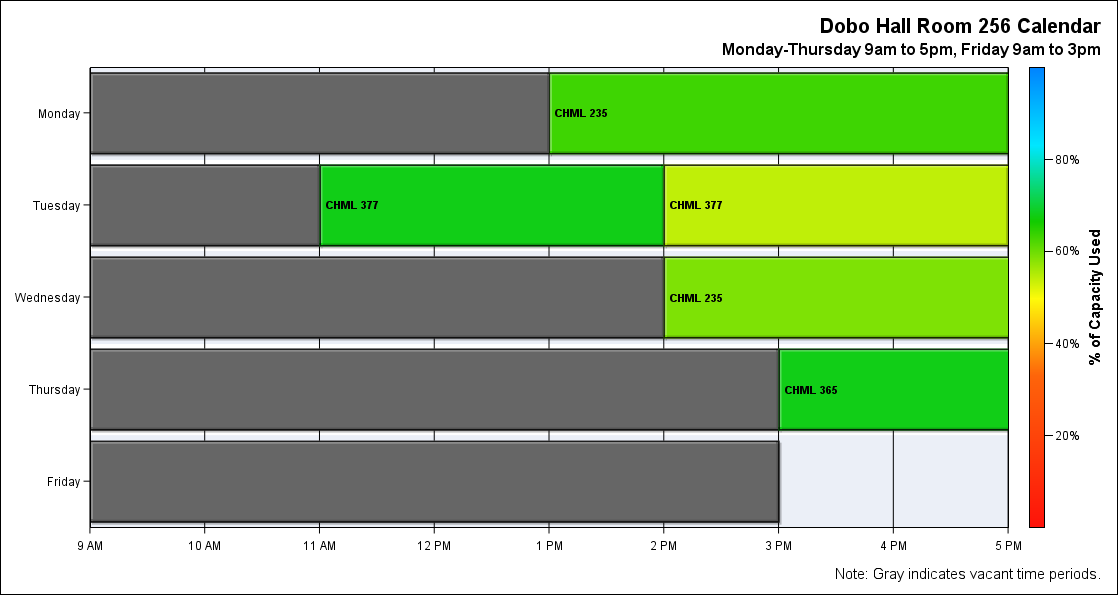 Dobo Hall Room 256 Calendar
Monday-Thursday 9am to 5pm, Friday 9am to 3pm
Monday
CHML 235
Tuesday
CHML 377
CHML 377
Wednesday
CHML 235
Thursday
CHML 365
Friday
9 AM
10 AM
11 AM
12 PM
1 PM
2 PM
3 PM
4 PM
5 PM
80%
60%
40%
20%
% of Capacity Used
Note: Gray indicates vacant time periods.